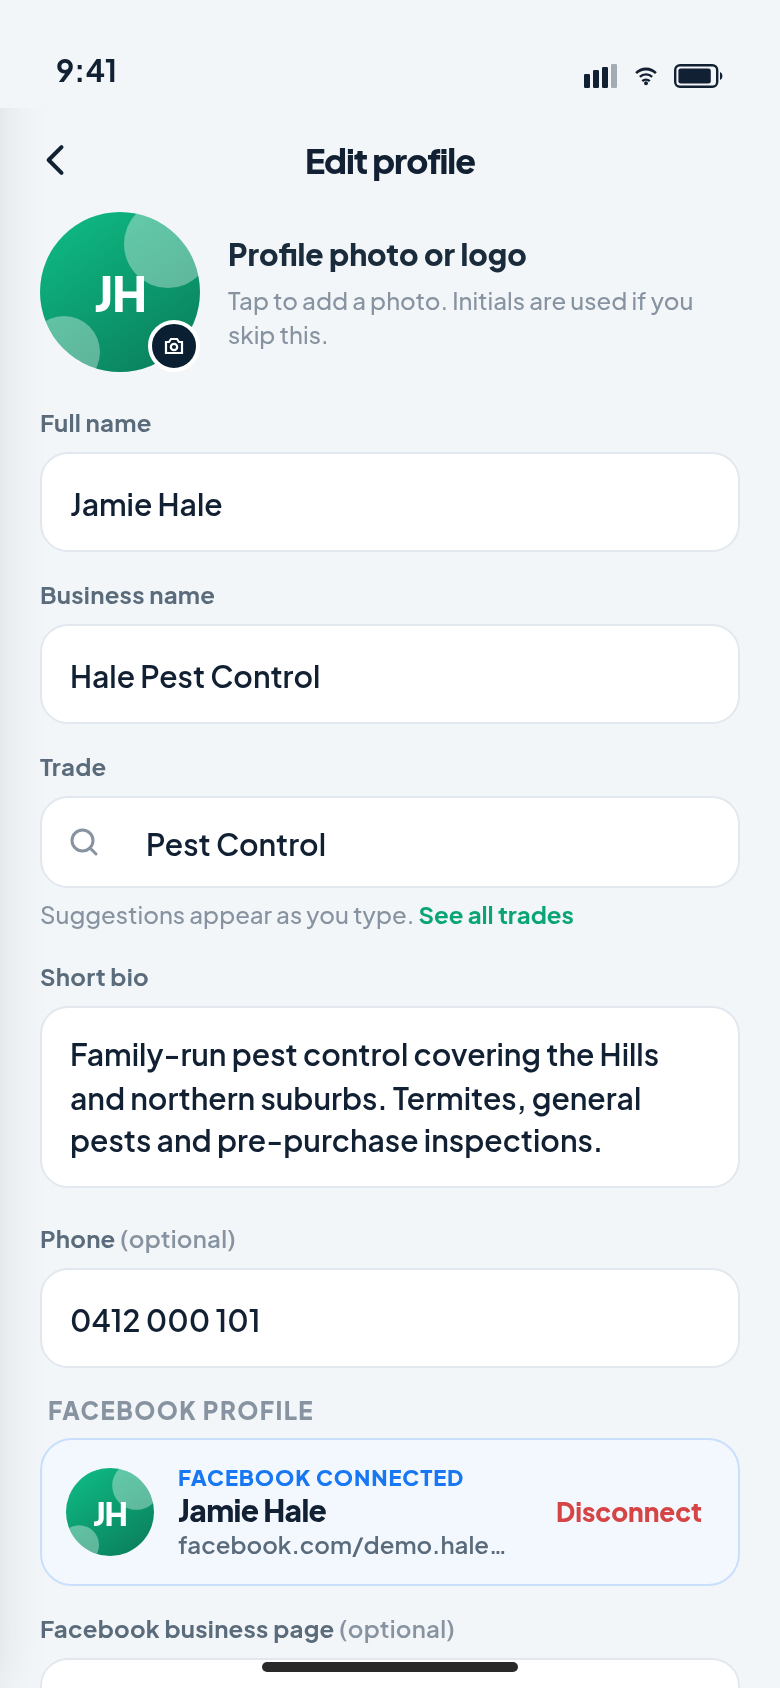 9:41
Edit profile
JH
Profile photo or logo
Tap to add a photo. Initials are used if you
skip this.
Full name
Jamie Hale
Business name
Hale Pest Control
Trade
Pest Control
Suggestions appear as you type. See all trades
Short bio
Family-run pest control covering the Hills
and northern suburbs. Termites, general
pests and pre-purchase inspections.
Phone (optional)
0412 000 101
FACEBOOK PROFILE
JH
FACEBOOK CONNECTED
Jamie Hale
facebook.com/demo.hale…
Disconnect
Facebook business page (optional)